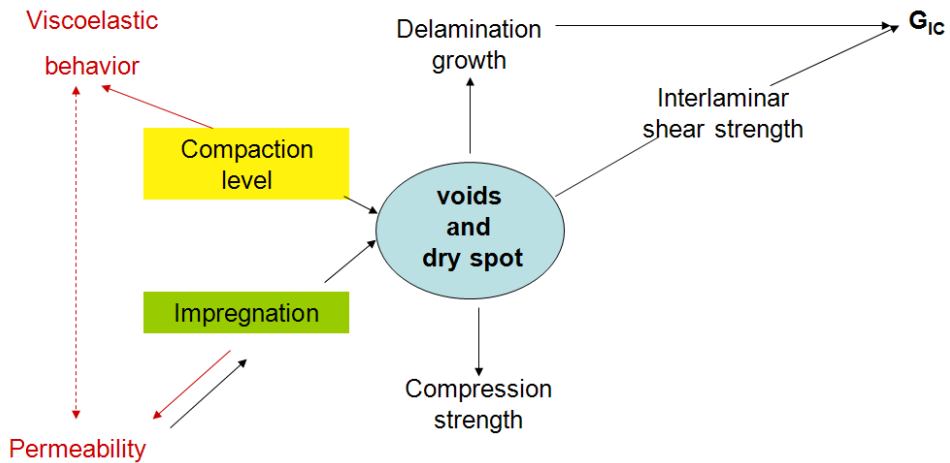 Viscoelastic
behavior
Delamination
growth
G_IC
Interlaminar
shear strength
Compaction
level
voids
and
dry spot
Impregnation
Compression
strength
Permeability